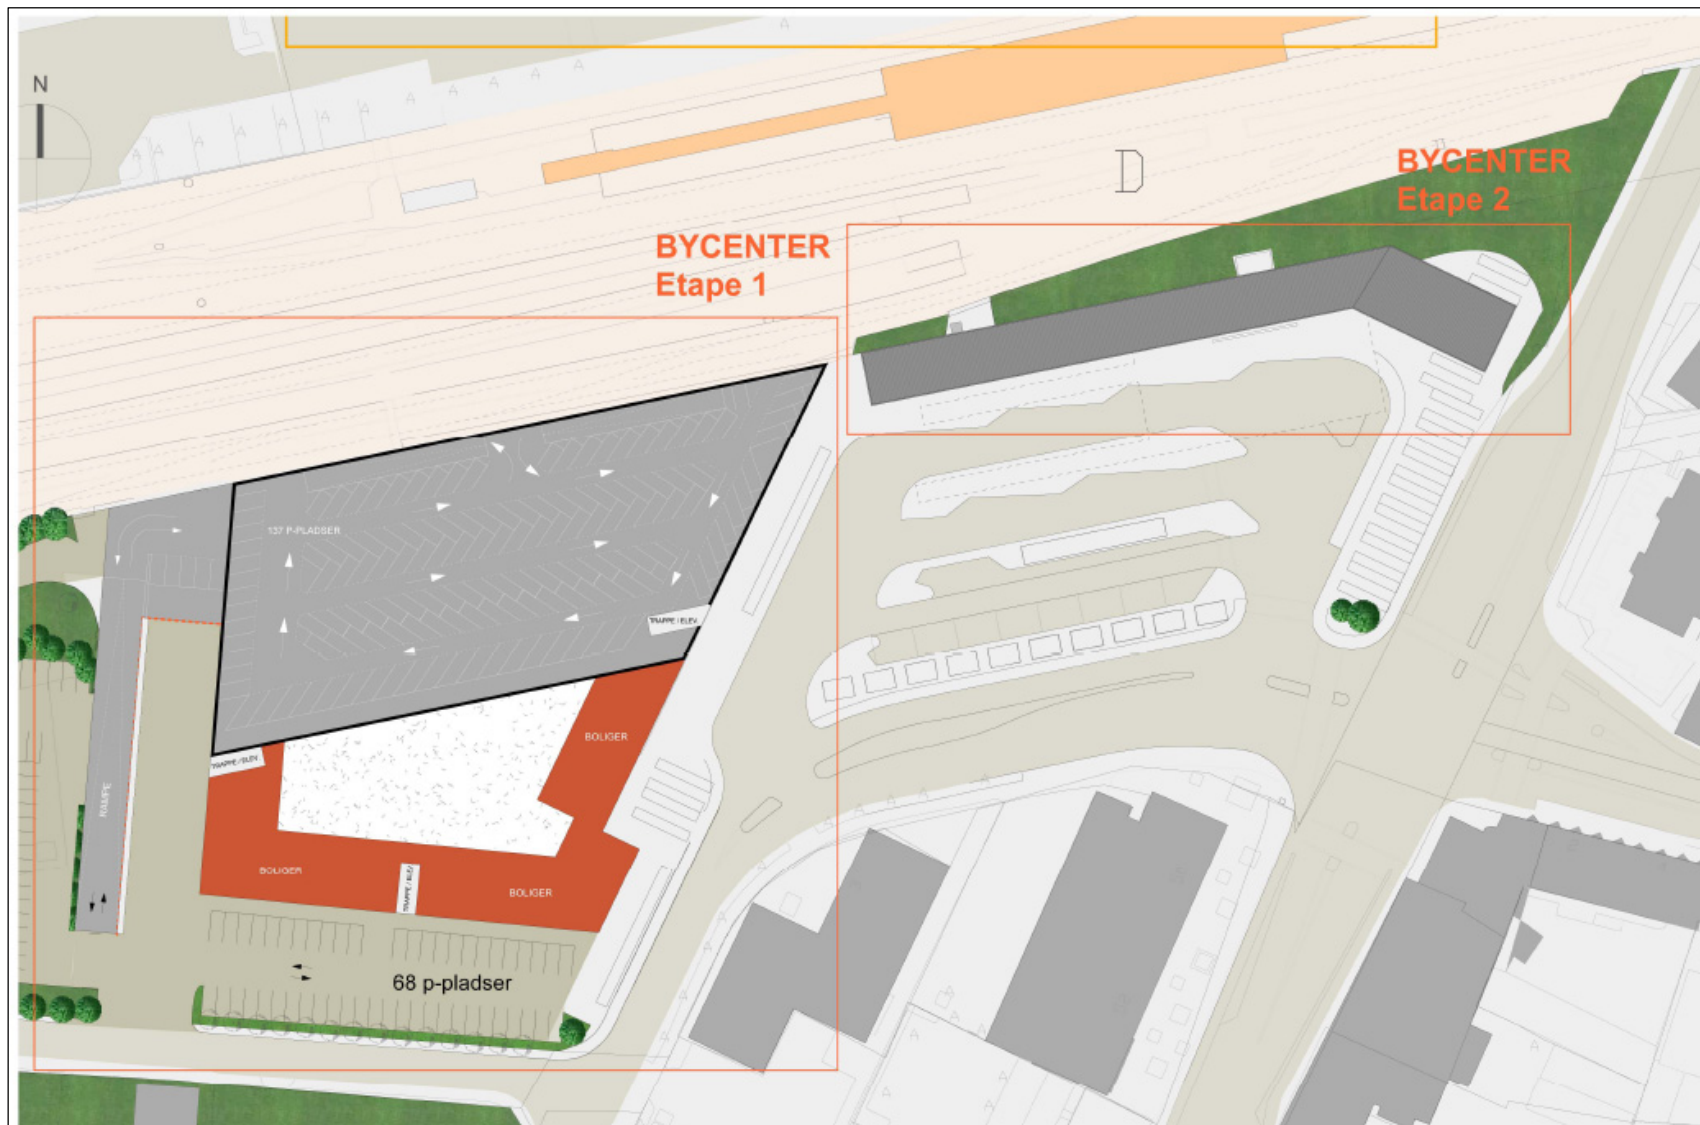 N
D
BYCENTER
Etape 2
BYCENTER
Etape 1
137 P-PLADSER
TRAPPE / ELEV.
BOLIGER
TRAPPE / ELEV.
RAMPE
BOLIGER
TRAPPE / ELEV.
BOLIGER
68 p-pladser